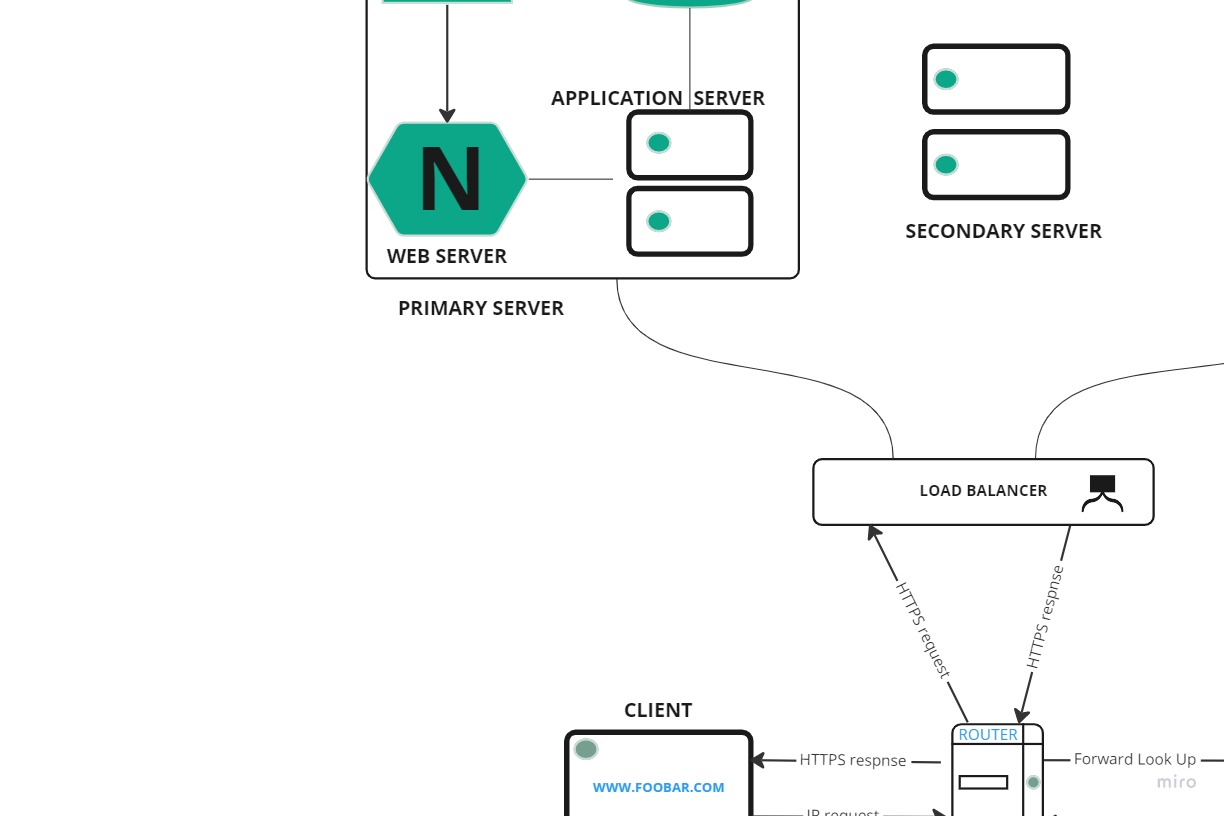 APPLICATION SERVER
N
WEB SERVER
SECONDARY SERVER
PRIMARY SERVER
LOAD BALANCER
HTTPS request
HTTPS respnse
CLIENT
ROUTER
HTTPS respnse
Forward Look Up
WWW.FOOBAR.COM
miro
IP request